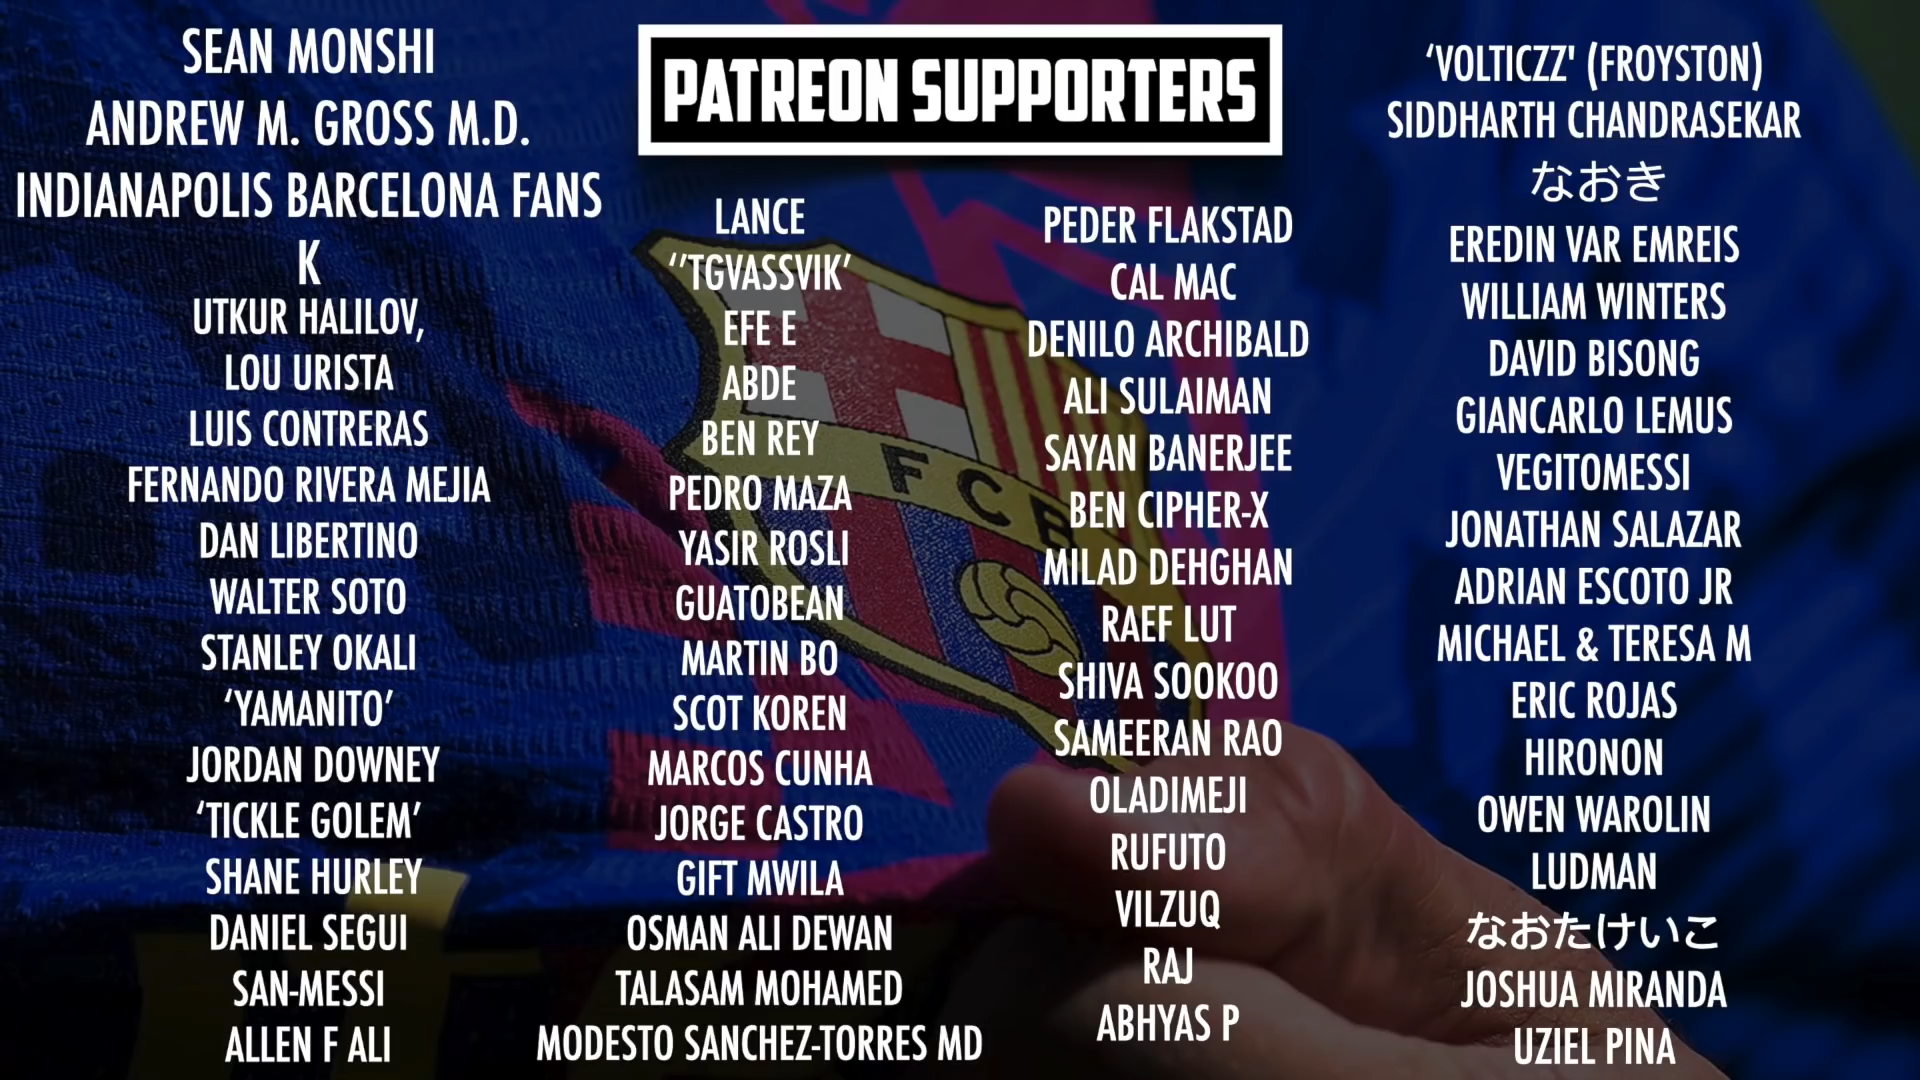 SEAN MONSHI
ANDREW M. GROSS M.D.
INDIANAPOLIS BARCELONA FANS
K
UTKUR HALILOV,
LOU URISTA
LUIS CONTRERAS
FERNANDO RIVERA MEJIA
DAN LIBERTINO
WALTER SOTO
STANLEY OKALI
‘YAMANITO’
JORDAN DOWNEY
‘TICKLE GOLEM’
SHANE HURLEY
DANIEL SEGUI
SAN-MESSI
ALLEN F ALI
PATREON SUPPORTERS
LANCE
‘’TGVASSVIK’
EFE E
ABDE
BEN REY
PEDRO MAZA
YASIR ROSLI
GUATOBEAN
MARTIN BO
SCOT KOREN
MARCOS CUNHA
JORGE CASTRO
GIFT MWILA
OSMAN ALI DEWAN
TALASAM MOHAMED
MODESTO SANCHEZ-TORRES MD
PEDER FLAKSTAD
CAL MAC
DENILO ARCHIBALD
ALI SULAIMAN
SAYAN BANERJEE
BEN CIPHER-X
MILAD DEHGHAN
RAEF LUT
SHIVA SOOKOO
SAMEERAN RAO
OLADIMEJI
RUFUTO
VILZUQ
RAJ
ABHYAS P
‘VOLTICZZ' (FROYSTON)
SIDDHARTH CHANDRASEKAR
なおき
EREDIN VAR EMREIS
WILLIAM WINTERS
DAVID BISONG
GIANCARLO LEMUS
VEGITOMESSI
JONATHAN SALAZAR
ADRIAN ESCOTO JR
MICHAEL & TERESA M
ERIC ROJAS
HIRONON
OWEN WAROLIN
LUDMAN
なおたけいこ
JOSHUA MIRANDA
UZIEL PINA
FCB